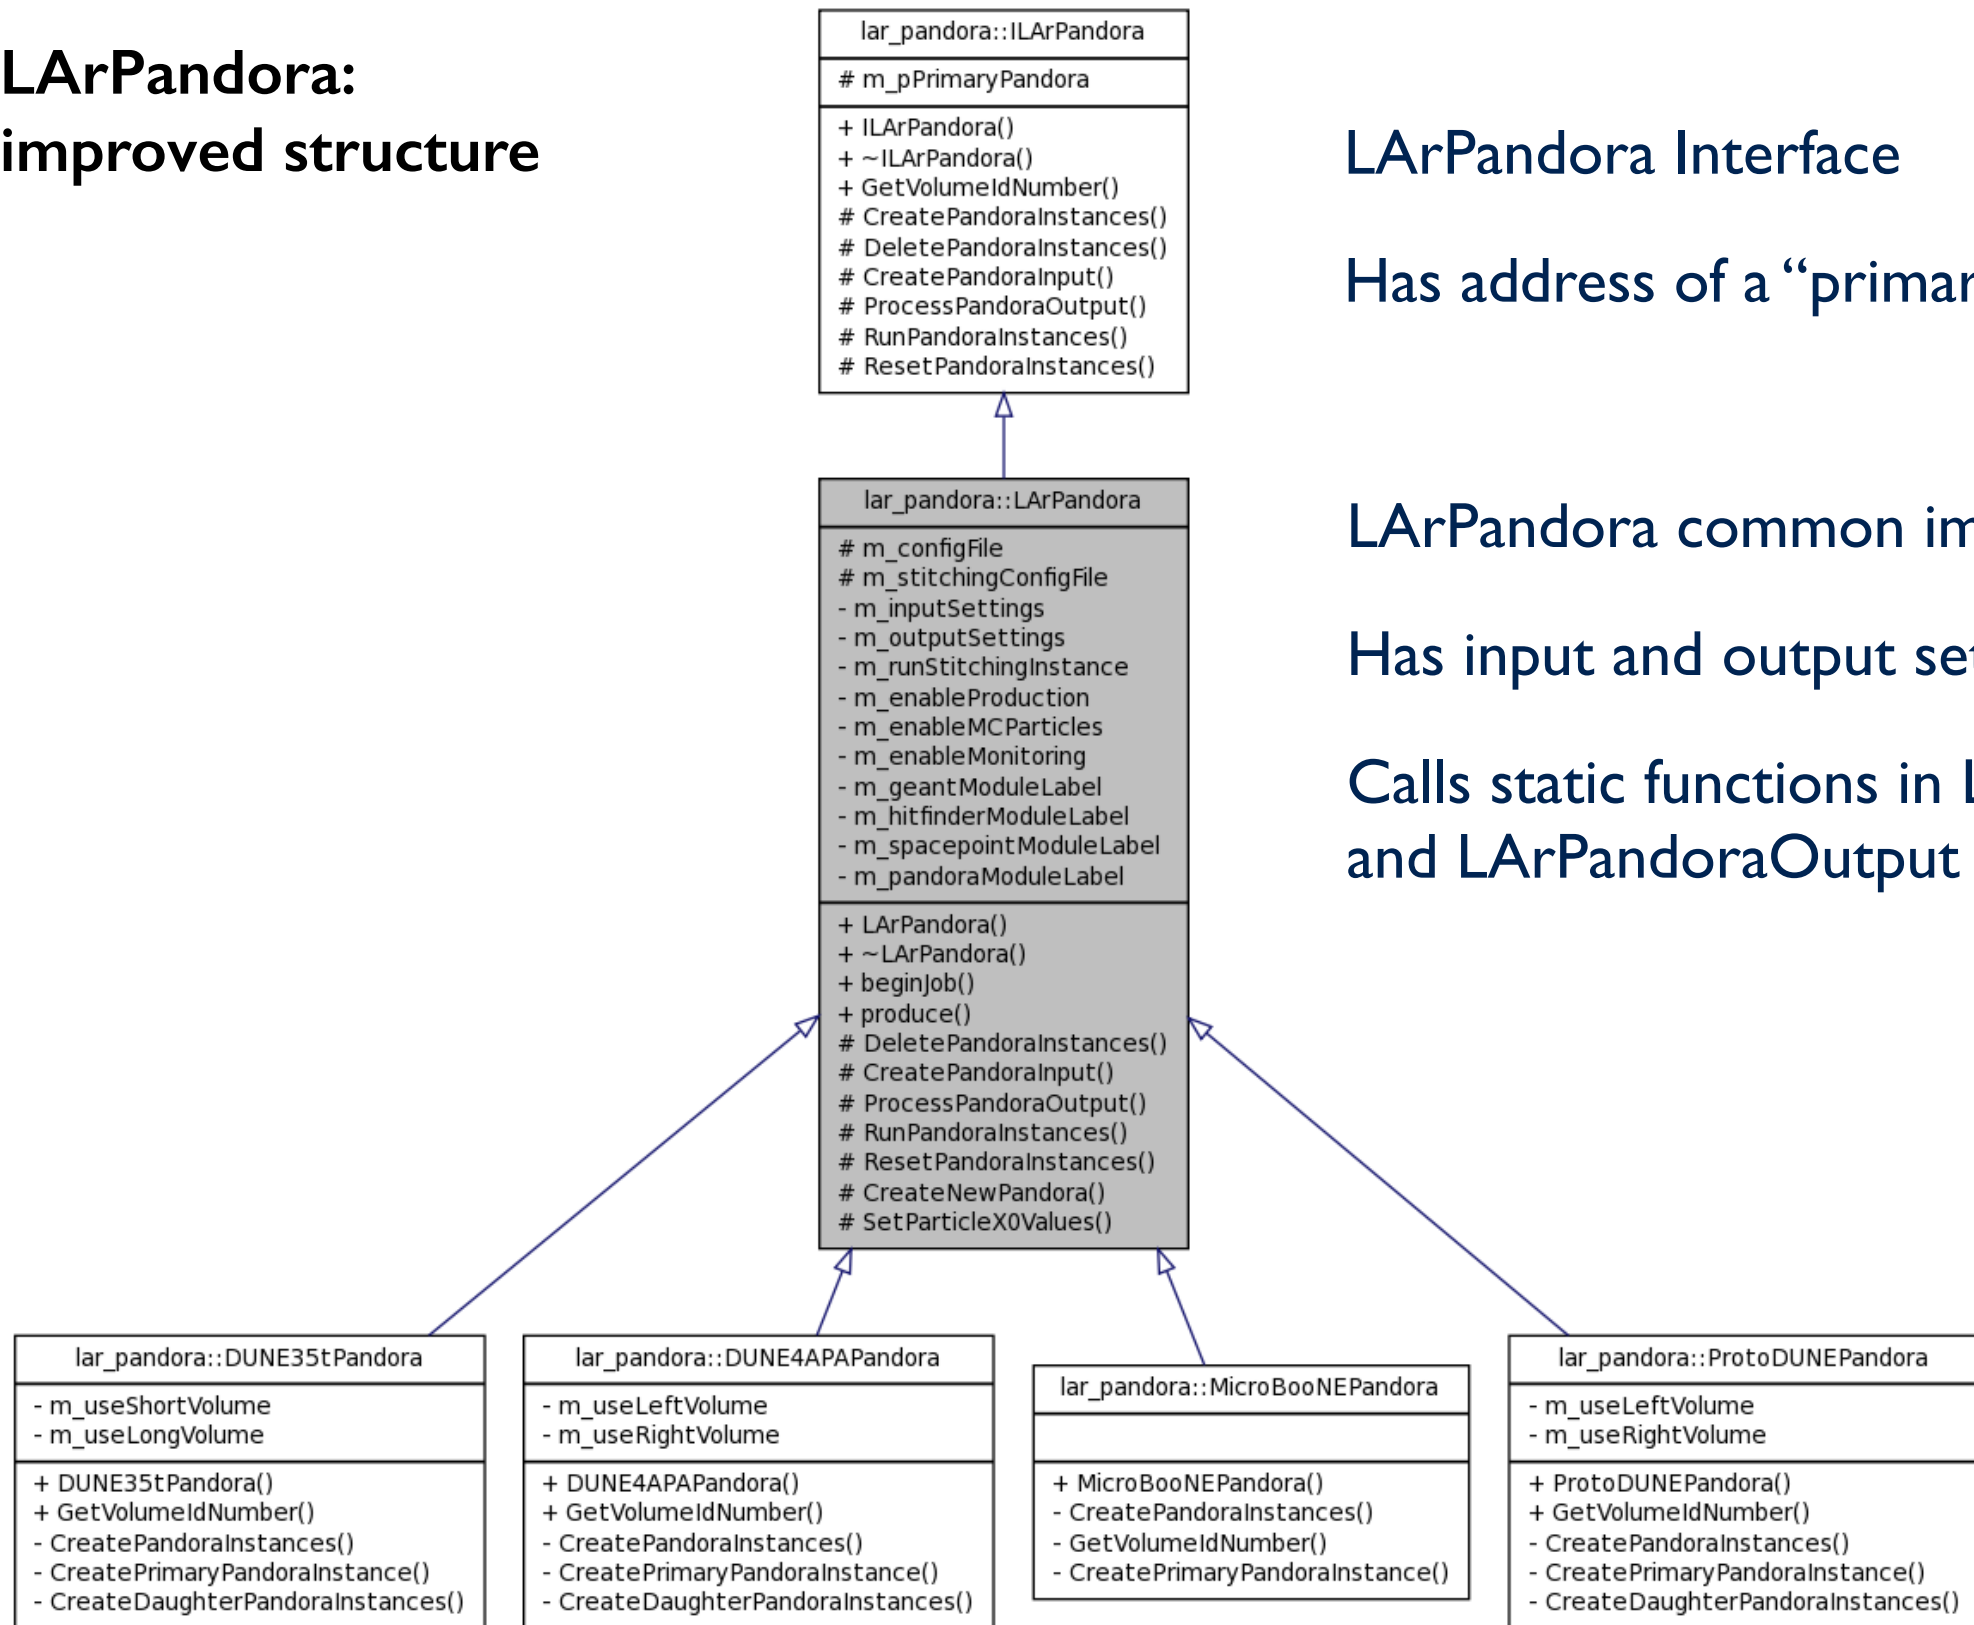 LArPandora:
improved structure
lar_pandora::ILArPandora
# m_pPrimaryPandora
+ ILArPandora()
+ ~ILArPandora()
+ GetVolumeIdNumber()
# CreatePandoraInstances()
# DeletePandoraInstances()
# CreatePandoraInput()
# ProcessPandoraOutput()
# RunPandoraInstances()
# ResetPandoraInstances()
LArPandora Interface
Has address of a “primar
lar_pandora::LArPandora
# m_configFile
# m_stitchingConfigFile
- m_inputSettings
- m_outputSettings
- m_runStitchingInstance
- m_enableProduction
- m_enableMCParticles
- m_enableMonitoring
- m_geantModuleLabel
- m_hitfinderModuleLabel
- m_spacepointModuleLabel
- m_pandoraModuleLabel
+ LArPandora()
+ ~LArPandora()
+ beginJob()
+ produce()
# DeletePandoraInstances()
# CreatePandoraInput()
# ProcessPandoraOutput()
# RunPandoraInstances()
# ResetPandoraInstances()
# CreateNewPandora()
# SetParticleX0Values()
LArPandora common im
Has input and output set
Calls static functions in L
and LArPandoraOutput
lar_pandora::DUNE35tPandora
- m_useShortVolume
- m_useLongVolume
+ DUNE35tPandora()
+ GetVolumeIdNumber()
- CreatePandoraInstances()
- CreatePrimaryPandoraInstance()
- CreateDaughterPandoraInstances()
lar_pandora::DUNE4APAPandora
- m_useLeftVolume
- m_useRightVolume
+ DUNE4APAPandora()
+ GetVolumeIdNumber()
- CreatePandoraInstances()
- CreatePrimaryPandoraInstance()
- CreateDaughterPandoraInstances()
lar_pandora::MicroBooNEPandora
+ MicroBooNEPandora()
- CreatePandoraInstances()
- GetVolumeIdNumber()
- CreatePrimaryPandoraInstance()
lar_pandora::ProtoDUNEPandora
- m_useLeftVolume
- m_useRightVolume
+ ProtoDUNEPandora()
+ GetVolumeIdNumber()
- CreatePandoraInstances()
- CreatePrimaryPandoraInstance()
- CreateDaughterPandoraInstances()